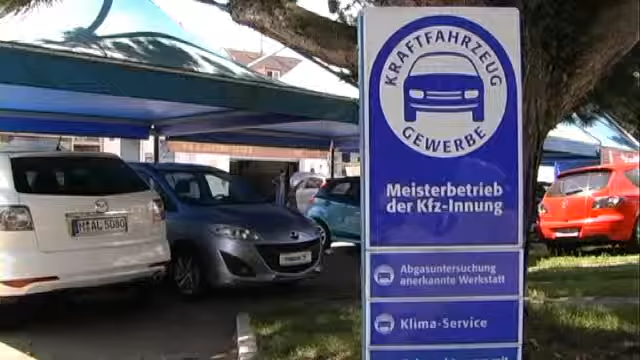 KRAFTFAHRZEUG
GEWERBE
Meisterbetrieb
der Kfz-Innung
Abgasuntersuchung
anerkannte Werkstatt
Klima-Service